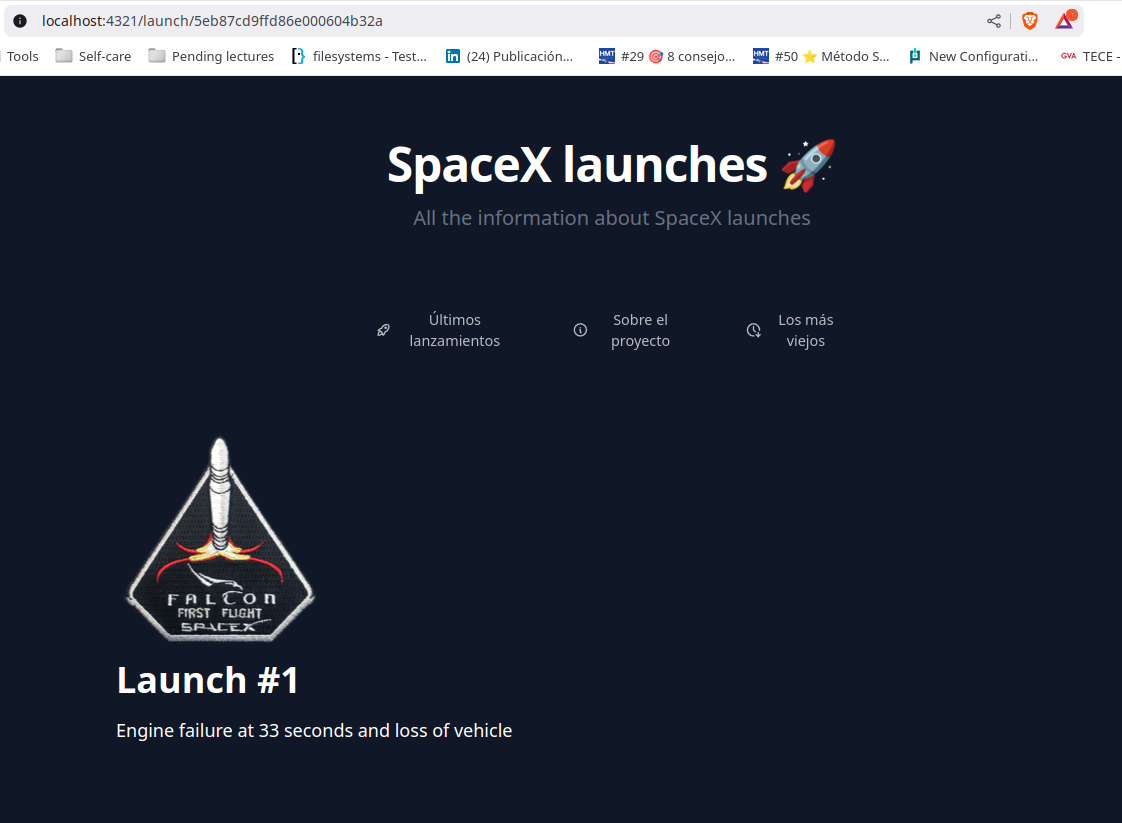 localhost:4321/launch/5eb87cd9ffd86e000604b32a
Tools Self-care Pending lectures filesystems - Test... (24) Publicación... HMT #29 🎯 8 consejo... HMT #50 ⭐ Método S... New Configurati... GVA TECE -
SpaceX launches 🚀
All the information about SpaceX launches
Últimos
lanzamientos
Sobre el
proyecto
Los más
viejos
FALCON
FIRST FLIGHT
SPACEX
Launch #1
Engine failure at 33 seconds and loss of vehicle